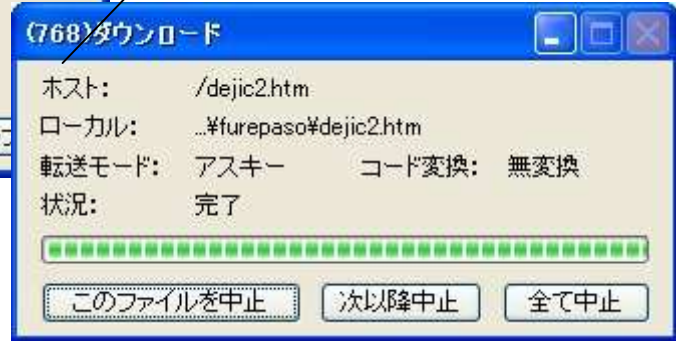 (768)ダウンロード
ホスト: /dejic2.htm
ローカル: ...¥furepaso¥dejic2.htm
転送モード: アスキー コード変換: 無変換
状況: 完了
このファイルを中止 次以降中止 全て中止